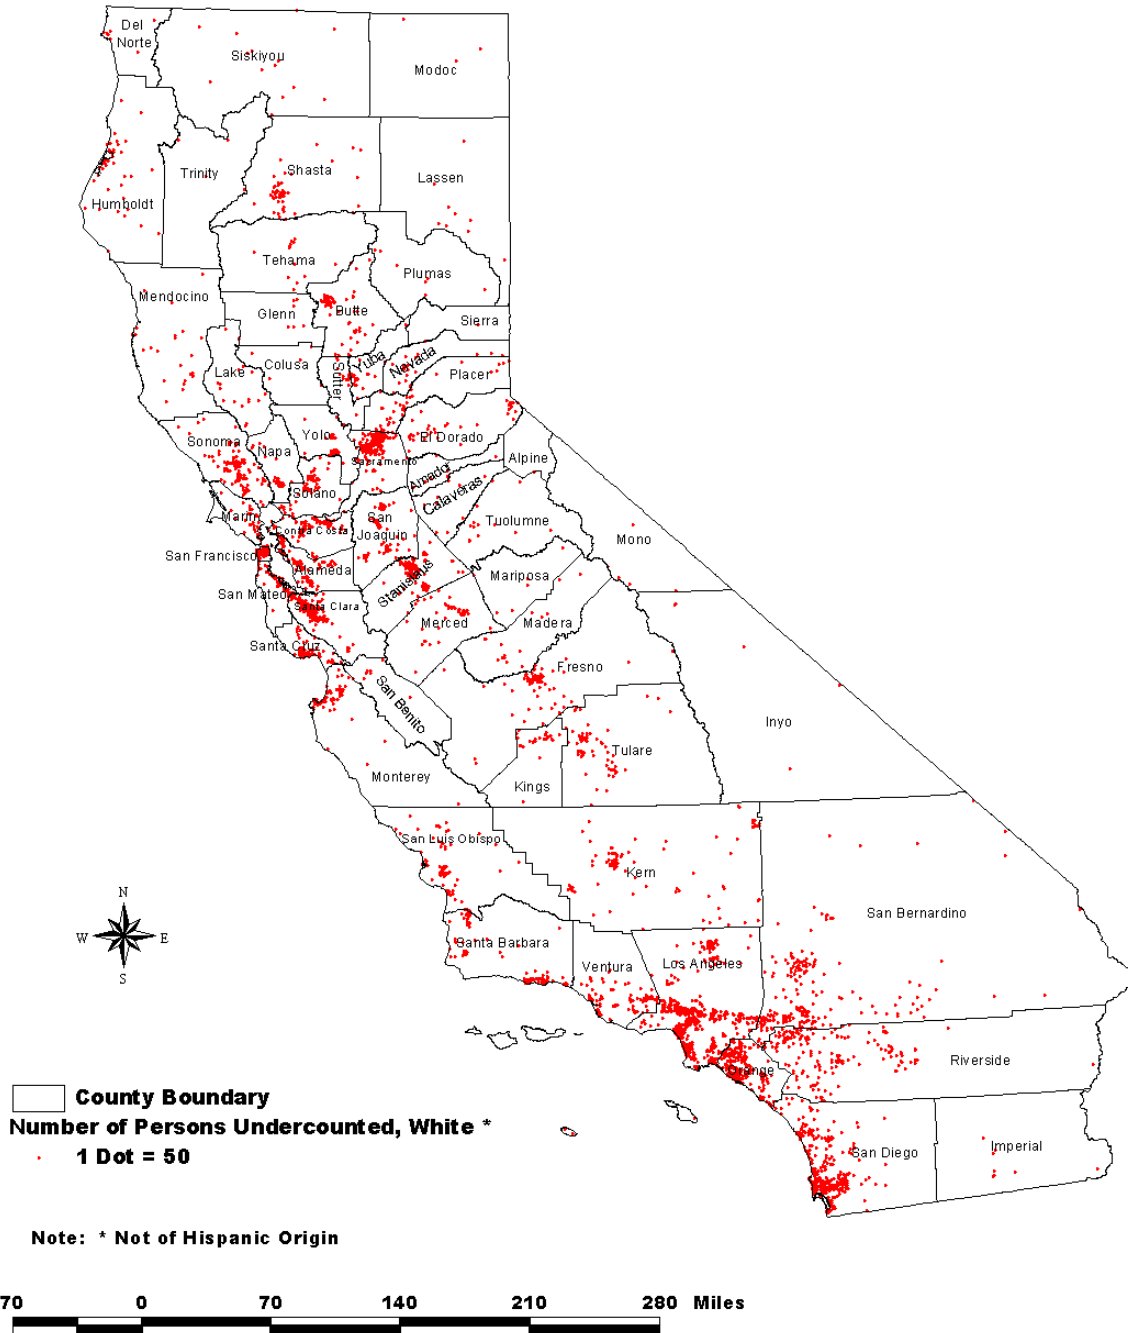 Del
Norte
Siskiyou
Modoc
Trinity
Shasta
Lassen
Humboldt
Tehama
Plumas
Mendocino
Glenn
Butte
Sierra
Lake
Colusa
Sutter
Yuba
Nevada
Placer
Sonoma
Napa
Yolo
Sacramento
El Dorado
Alpine
Amador
Calaveras
Solano
Marin
Contra Costa
San
Joaquin
Tuolumne
Mono
San Francisco
Alameda
Stanislaus
Mariposa
San Mateo
Santa Clara
Merced
Madera
Santa Cruz
Fresno
San Benito
Inyo
Tulare
Monterey
Kings
San Luis Obispo
Kern
San Bernardino
N
W E
S
Santa Barbara
Ventura
Los Angeles
Orange
Riverside
San Diego
Imperial
County Boundary
Number of Persons Undercounted, White *
1 Dot = 50
Note: * Not of Hispanic Origin
70 0 70 140 210 280 Miles